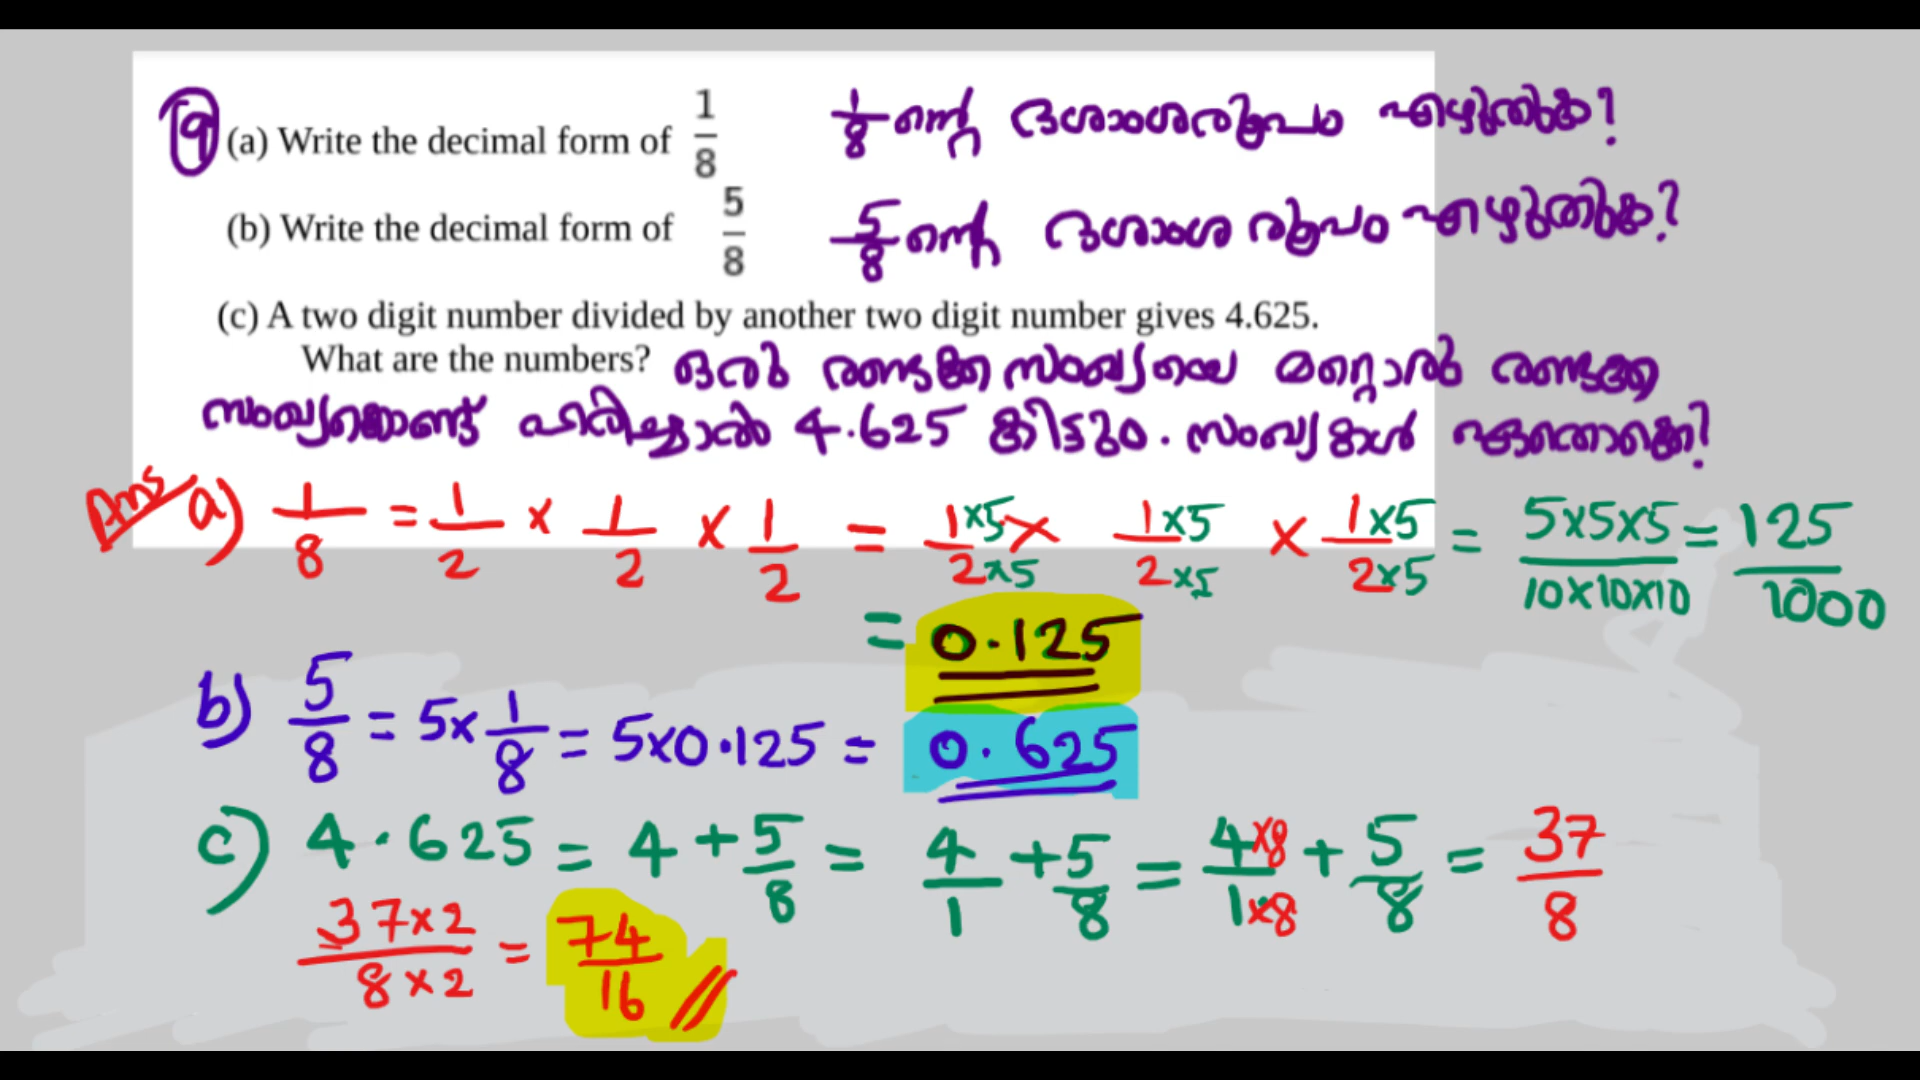 9 (a) Write the decimal form of 1/8 1/8 ന്റെ ദശാംശരൂപം എഴുതുക?
(b) Write the decimal form of 5/8 5/8 ന്റെ ദശാംശ രൂപം എഴുതുക?
(c) A two digit number divided by another two digit number gives 4.625.
What are the numbers? ഒരു രണ്ടക്ക സംഖ്യയെ മറ്റൊരു രണ്ടക്ക
സംഖ്യകൊണ്ട് ഹരിച്ചാൽ 4.625 കിട്ടും. സംഖ്യകൾ ഏതൊക്കെ?
Ans a) 1/8 = 1/2 × 1/2 × 1/2 = 1×5/2×5 × 1×5/2×5 × 1×5/2×5 = 5×5×5/10×10×10 = 125/1000
= 0.125
b) 5/8 = 5×1/8 = 5×0.125 = 0.625
c) 4.625 = 4 + 5/8 = 4/1 + 5/8 = 4×8/1×8 + 5/8 = 37/8
37×2/8×2 = 74/16 //